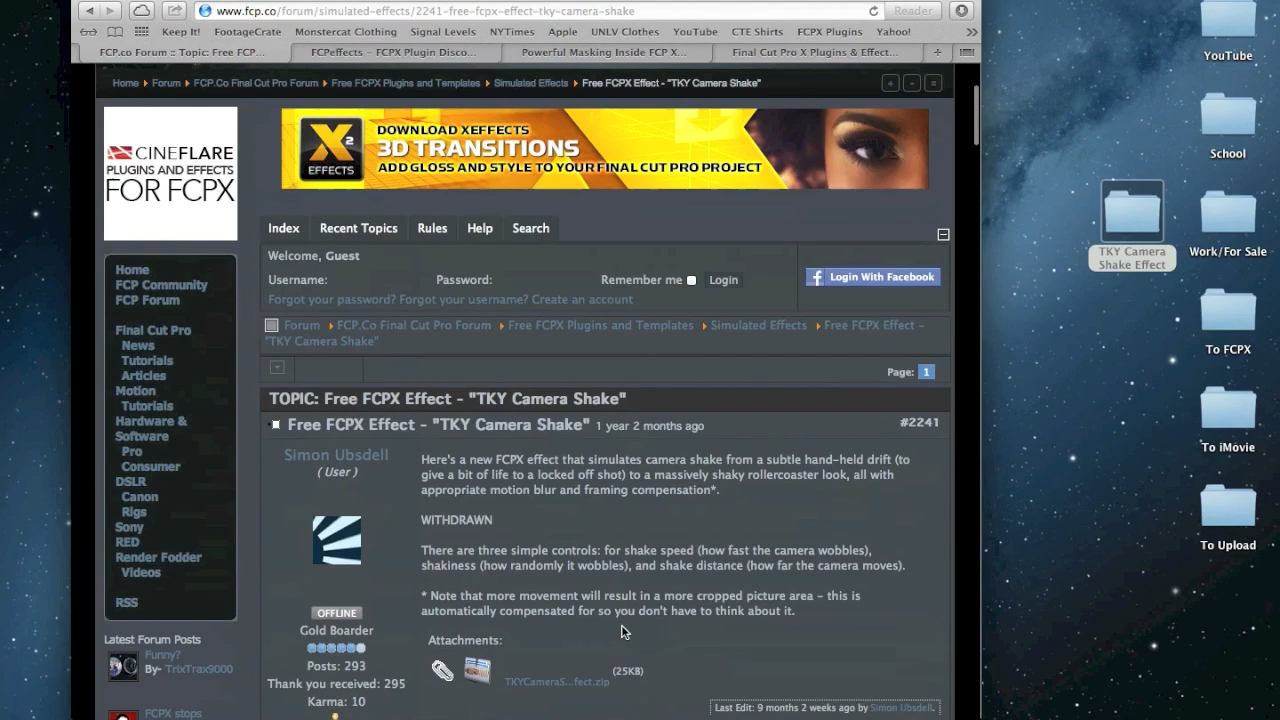 www.fcp.co/forum/simulated-effects/2241-free-fcpx-effect-tky-camera-shake
Reader
Keep It! FootageCrate Monstercat Clothing Signal Levels NYTimes Apple UNLV Clothes YouTube CTE Shirts FCPX Plugins Yahoo!
FCP.co Forum :: Topic: Free FCP... FCPeffects – FCPX Plugin Disco... Powerful Masking Inside FCP X... Final Cut Pro X Plugins & Effect...
Home Forum FCP.Co Final Cut Pro Forum Free FCPX Plugins and Templates Simulated Effects Free FCPX Effect - "TKY Camera Shake"
CINEFLARE
PLUGINS AND EFFECTS
FOR FCPX
X2
EFFECTS
DOWNLOAD XEFFECTS
3D TRANSITIONS
ADD GLOSS AND STYLE TO YOUR FINAL CUT PRO PROJECT
Index Recent Topics Rules Help Search
Welcome, Guest
Username: Password: Remember me Login
Login With Facebook
Forgot your password? Forgot your username? Create an account
Forum FCP.Co Final Cut Pro Forum Free FCPX Plugins and Templates Simulated Effects Free FCPX Effect -
"TKY Camera Shake"
Page: 1
TOPIC: Free FCPX Effect - "TKY Camera Shake"
Free FCPX Effect - "TKY Camera Shake" 1 year 2 months ago
#2241
Simon Ubsdell
( User )
OFFLINE
Gold Boarder
Posts: 293
Thank you received: 295
Karma: 10
Here's a new FCPX effect that simulates camera shake from a subtle hand-held drift (to
give a bit of life to a locked off shot) to a massively shaky rollercoaster look, all with
appropriate motion blur and framing compensation*.
WITHDRAWN
There are three simple controls: for shake speed (how fast the camera wobbles),
shakiness (how randomly it wobbles), and shake distance (how far the camera moves).
* Note that more movement will result in a more cropped picture area - this is
automatically compensated for so you don't have to think about it.
Attachments:
TKYCameraS...fect.zip
(25KB)
Last Edit: 9 months 2 weeks ago by Simon Ubsdell.
Home
FCP Community
FCP Forum
Final Cut Pro
News
Tutorials
Articles
Motion
Tutorials
Hardware &
Software
Pro
Consumer
DSLR
Canon
Rigs
Sony
RED
Render Fodder
Videos
RSS
Latest Forum Posts
Funny?
By- TrixTrax9000
FCPX stops
YouTube
School
TKY Camera
Shake Effect
Work/For Sale
To FCPX
To iMovie
To Upload